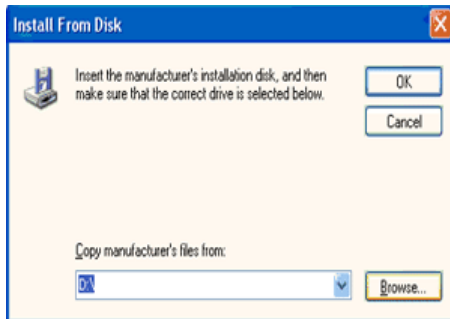 Install From Disk
Insert the manufacturer's installation disk, and then
make sure that the correct drive is selected below.
OK
Cancel
Copy manufacturer's files from:
D:\
Browse...